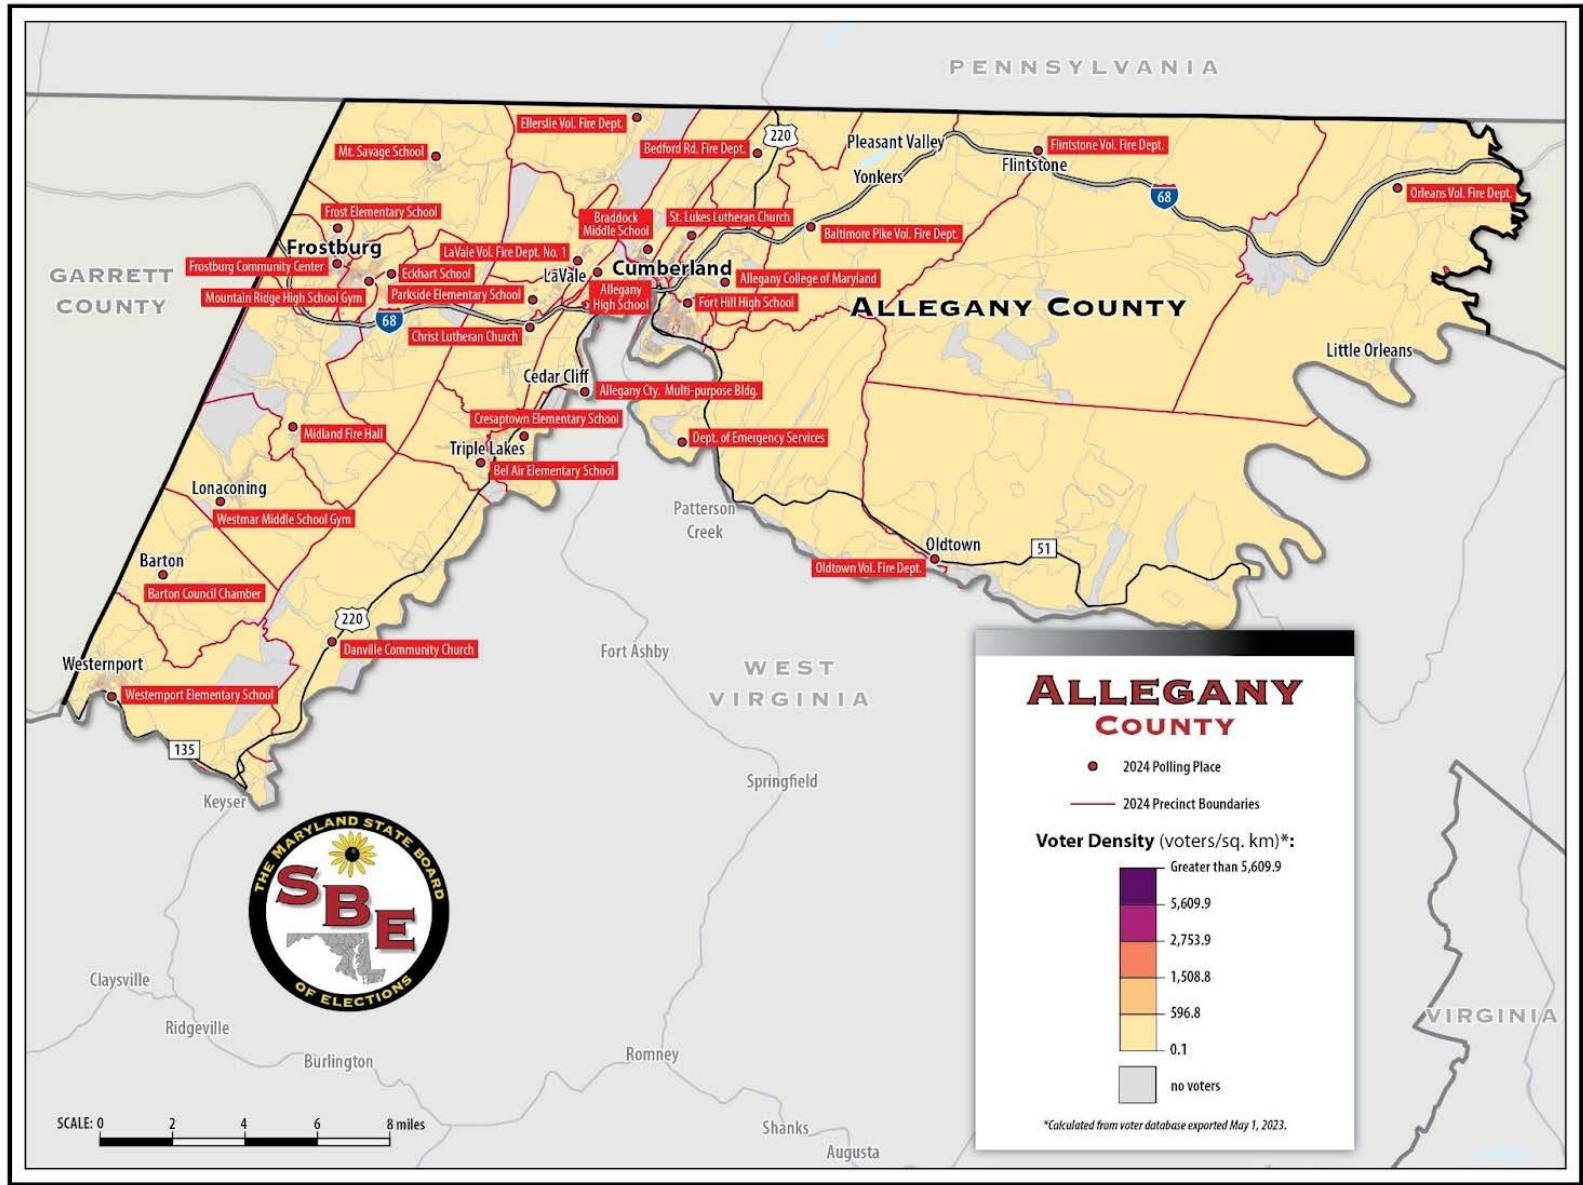 PENNSYLVANIA
Ellerslie Vol. Fire Dept.
220
Bedford Rd. Fire Dept.
Mt. Savage School
Pleasant Valley
Flintstone Vol. Fire Dept.
Flintstone
Yonkers
68
Orleans Vol. Fire Dept.
Frost Elementary School
Braddock
Middle School
St. Lukes Lutheran Church
Baltimore Pike Vol. Fire Dept.
Frostburg
LaVale Vol. Fire Dept. No. 1
Frostburg Community Center
Eckhart School
LaVale
Cumberland
GARRETT
COUNTY
Allegany College of Maryland
Mountain Ridge High School Gym
Parkside Elementary School
Allegany
High School
Fort Hill High School
ALLEGANY COUNTY
68
Christ Lutheran Church
Little Orleans
Cedar Cliff
Allegany Cty. Multi-purpose Bldg.
Cresaptown Elementary School
Midland Fire Hall
Dept. of Emergency Services
Triple Lakes
Bel Air Elementary School
Lonaconing
Westmar Middle School Gym
Patterson
Creek
Oldtown
51
Barton
Oldtown Vol. Fire Dept.
Barton Council Chamber
220
Danville Community Church
Fort Ashby
WEST
VIRGINIA
Westernport
Westernport Elementary School
135
Keyser
Springfield
ALLEGANY
COUNTY
2024 Polling Place
2024 Precinct Boundaries
Voter Density (voters/sq. km)*:
Greater than 5,609.9
5,609.9
2,753.9
1,508.8
596.8
0.1
no voters
*Calculated from voter database exported May 1, 2023.
THE MARYLAND STATE BOARD
SBE
OF ELECTIONS
Claysville
Ridgeville
Burlington
Romney
VIRGINIA
Shanks
Augusta
SCALE: 0 2 4 6 8 miles